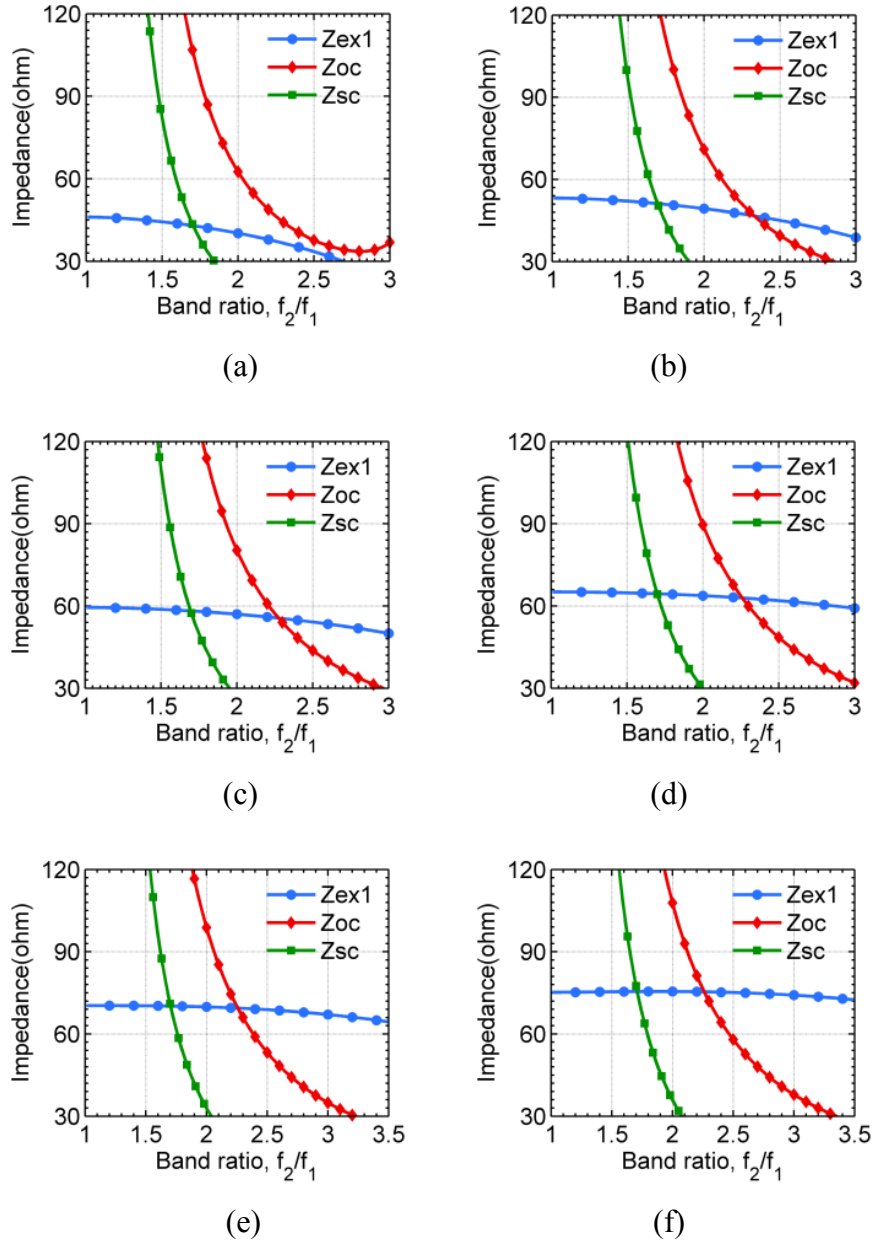 120
90
60
30
Impedance(ohm)
Zex1
Zoc
Zsc
1
1.5
2
2.5
3
Band ratio, f2/f1
(a)
120
90
60
30
Impedance(ohm)
Zex1
Zoc
Zsc
1
1.5
2
2.5
3
Band ratio, f2/f1
(b)
120
90
60
30
Impedance(ohm)
Zex1
Zoc
Zsc
1
1.5
2
2.5
3
Band ratio, f2/f1
(c)
120
90
60
30
Impedance(ohm)
Zex1
Zoc
Zsc
1
1.5
2
2.5
3
Band ratio, f2/f1
(d)
120
90
60
30
Impedance(ohm)
Zex1
Zoc
Zsc
1
1.5
2
2.5
3
3.5
Band ratio, f2/f1
(e)
120
90
60
30
Impedance(ohm)
Zex1
Zoc
Zsc
1
1.5
2
2.5
3
3.5
Band ratio, f2/f1
(f)